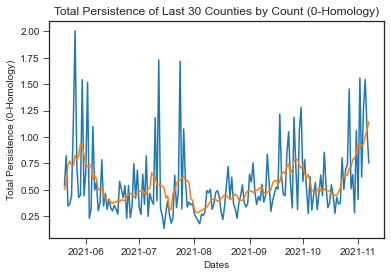 Total Persistence of Last 30 Counties by Count (0-Homology)
Total Persistence (0-Homology)
2.00
1.75
1.50
1.25
1.00
0.75
0.50
0.25
2021-06 2021-07 2021-08 2021-09 2021-10 2021-11
Dates